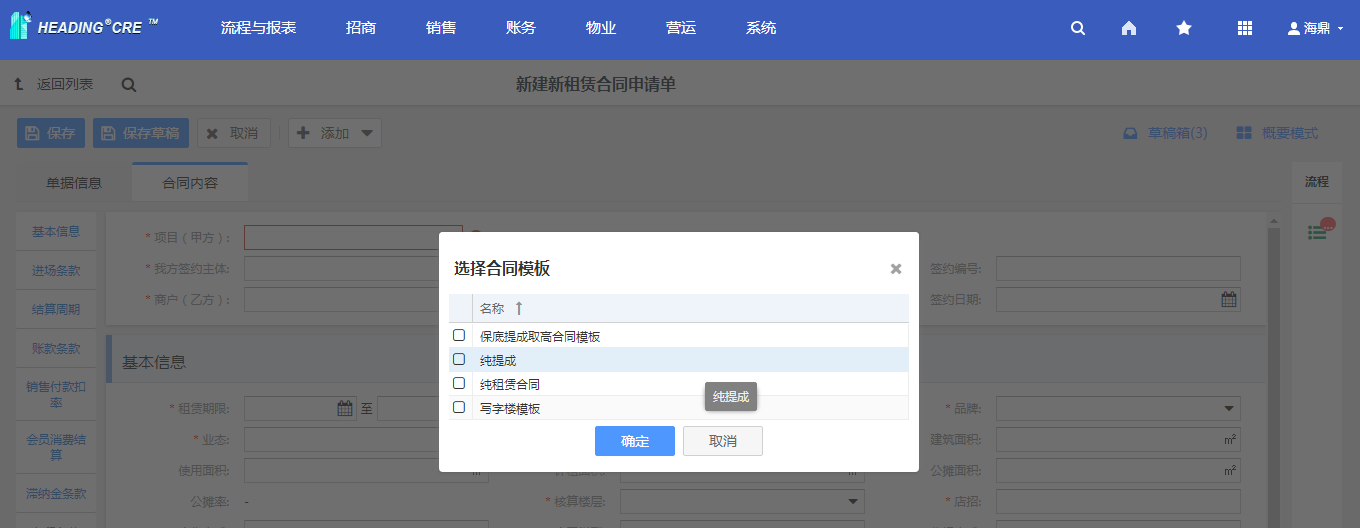 HEADING®CRE ™ 流程与报表 招商 销售 账务 物业 营运 系统 海鼎
返回列表 新建新租赁合同申请单
保存 保存草稿 取消 添加 草稿箱(3) 概要模式
单据信息 合同内容 流程
基本信息
进场条款
结算周期
账款条款
销售付款扣率
会员消费结算
滞纳金条款
* 项目（甲方）:
* 我方签约主体: 签约编号:
* 商户（乙方）: 签约日期:
基本信息
* 租赁期限: 至 * 品牌:
* 业态: 建筑面积: m²
使用面积: 公摊面积: m²
公摊率: - * 核算楼层: * 店招:
选择合同模板
名称
保底提成取高合同模板
纯提成
纯租赁合同
写字楼模板
纯提成
确定 取消